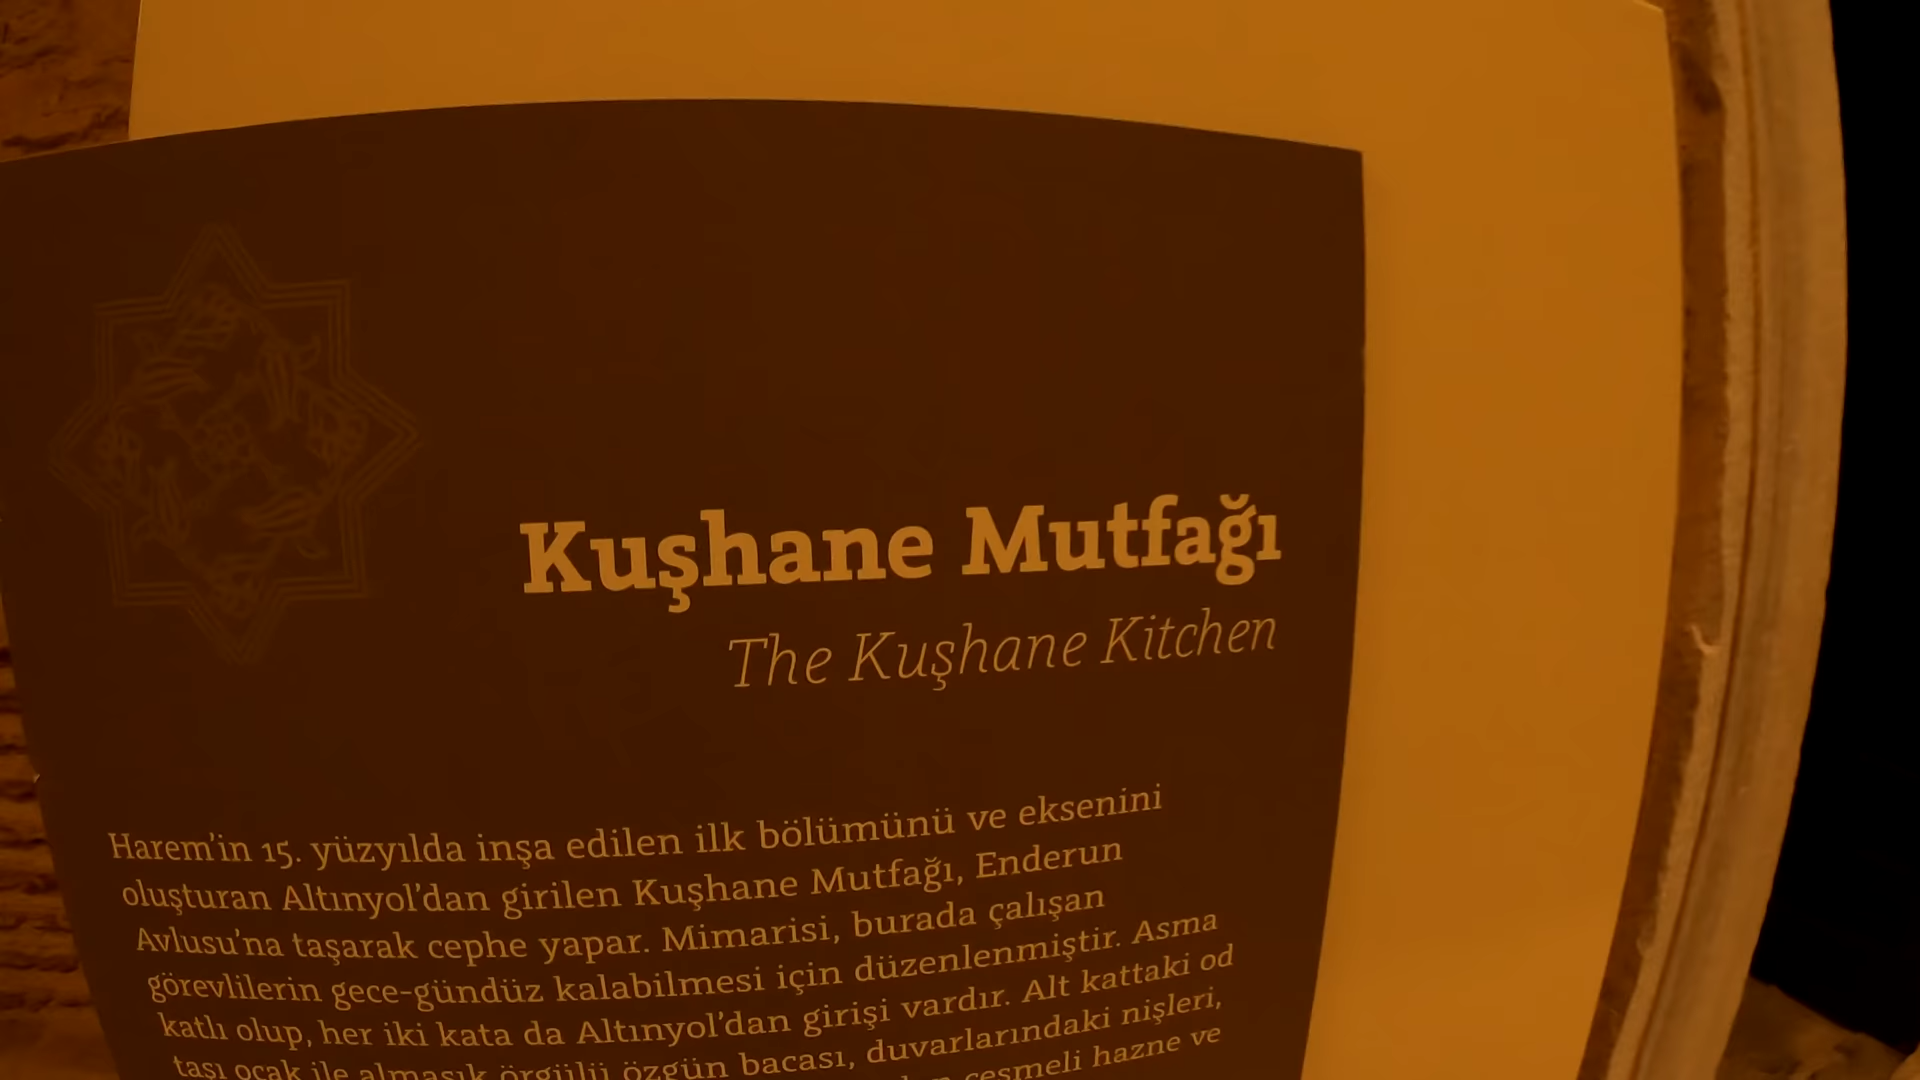 Kuşhane Mutfağı
The Kuşhane Kitchen
Harem'in 15. yüzyılda inşa edilen ilk bölümünü ve eksenini
oluşturan Altınyol'dan girilen Kuşhane Mutfağı, Enderun
Avlusu'na taşarak cephe yapar. Mimarisi, burada çalışan
görevlilerin gece-gündüz kalabilmesi için düzenlenmiştir. Asma
katlı olup, her iki kata da Altınyol'dan girişi vardır. Alt kattaki od
taşı ocak ile almaşık örgülü özgün bacası, duvarlarındaki nişleri,
çeşmeli hazne ve